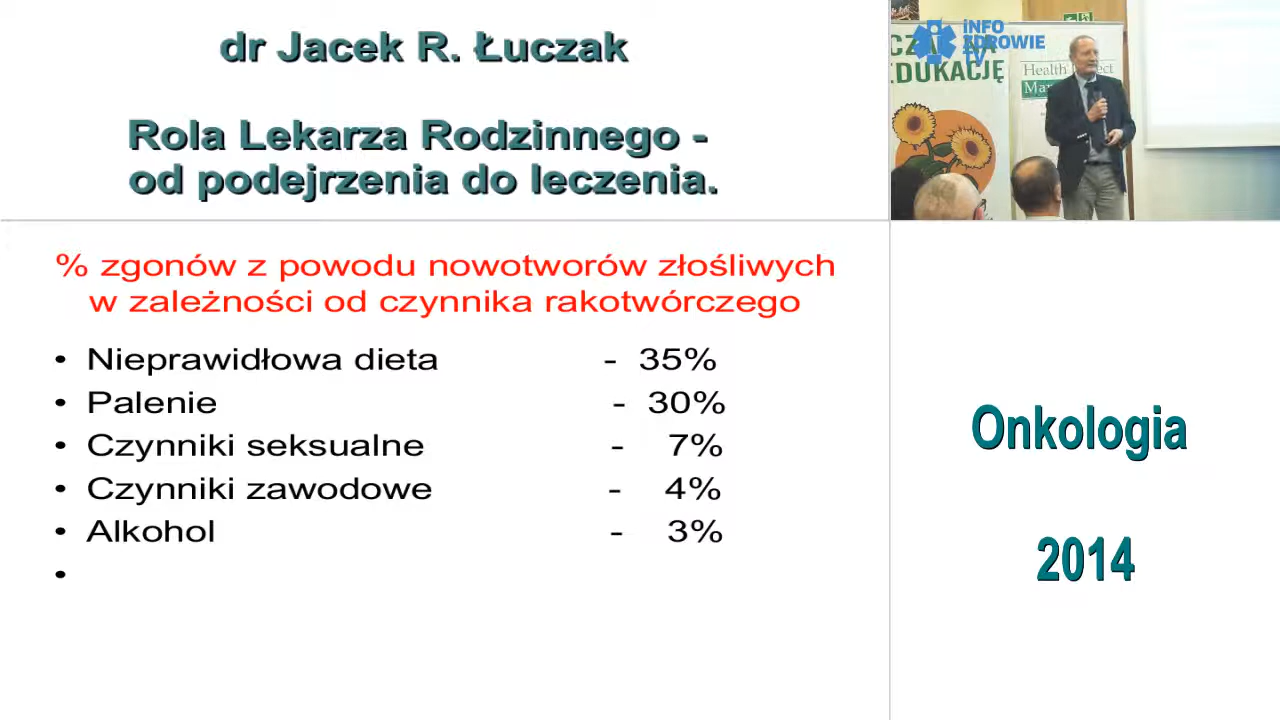 dr Jacek R. Łuczak
Rola Lekarza Rodzinnego -
od podejrzenia do leczenia.
% zgonów z powodu nowotworów złośliwych
w zależności od czynnika rakotwórczego
• Nieprawidłowa dieta - 35%
• Palenie - 30%
• Czynniki seksualne - 7%
• Czynniki zawodowe - 4%
• Alkohol - 3%
•
INFO
ZDROWIE
TV
EDUKACJĘ
Health
Onkologia
2014